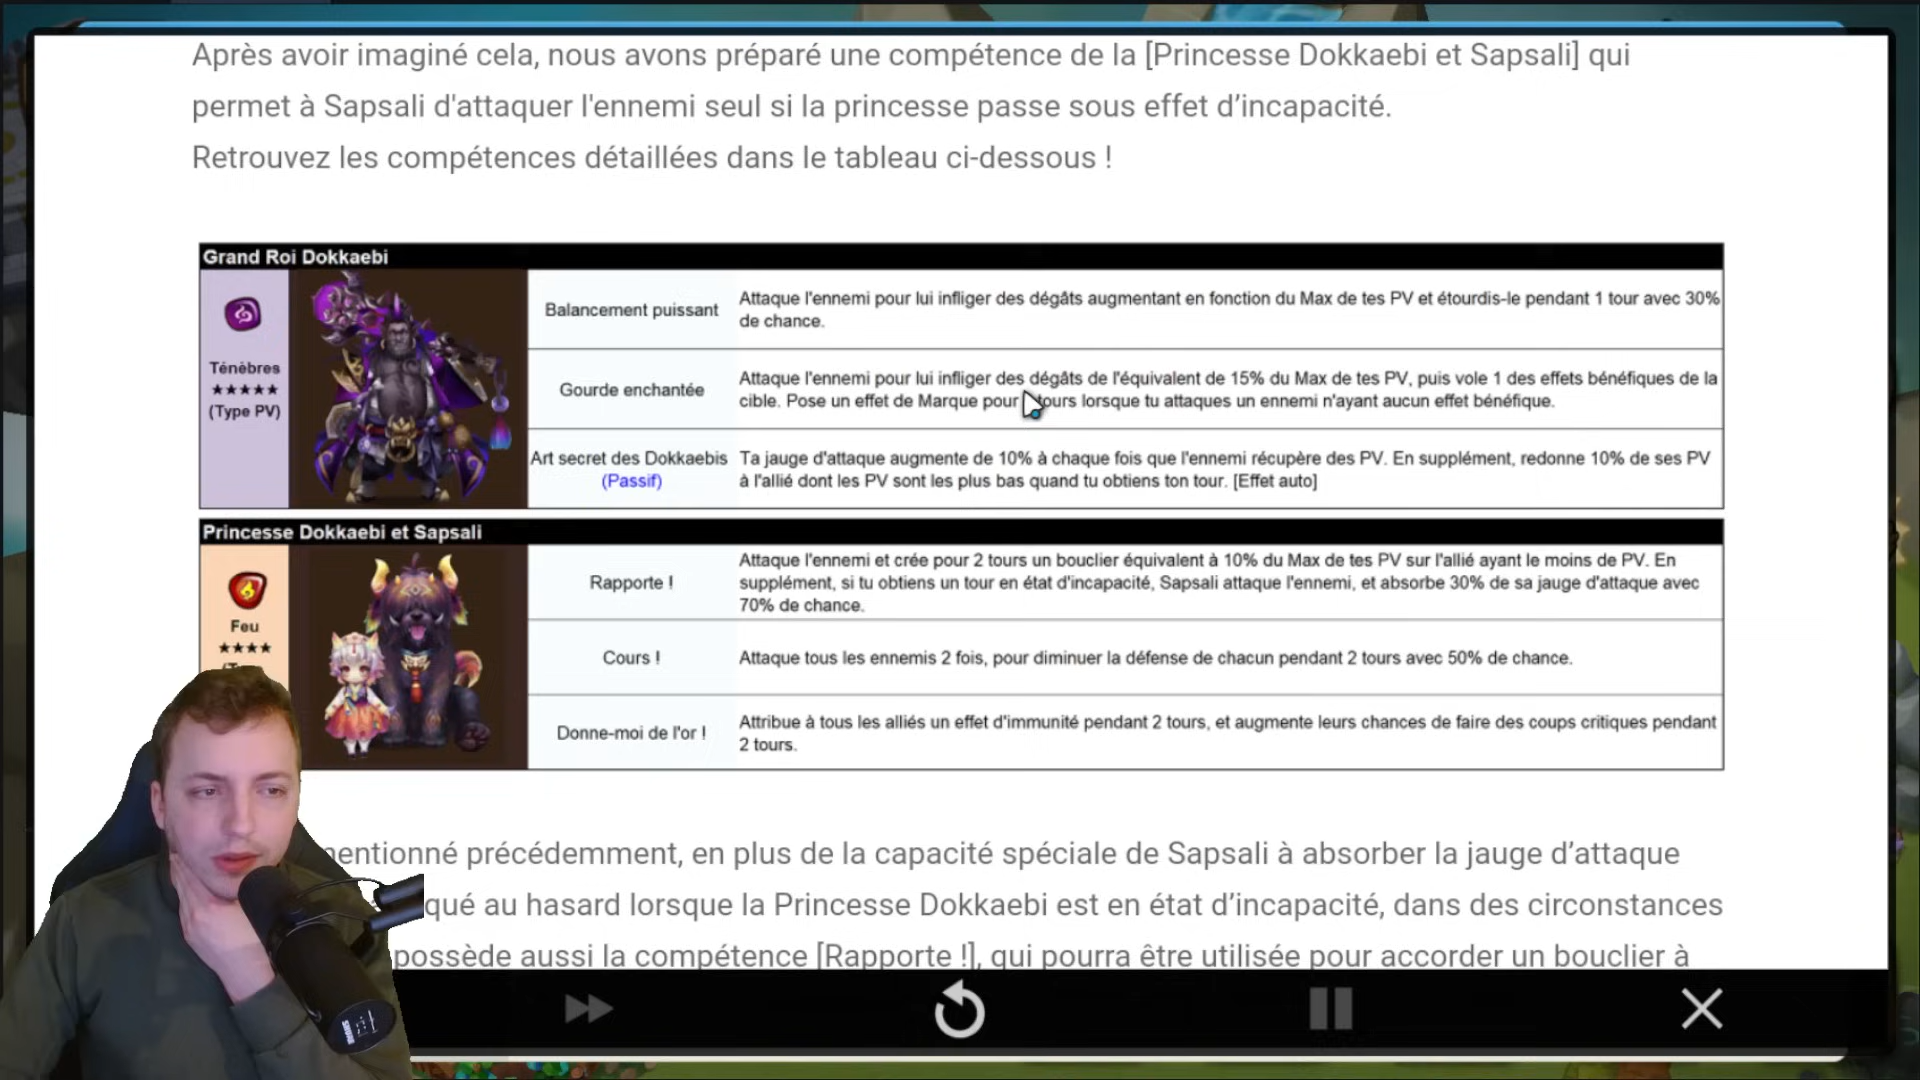 Après avoir imaginé cela, nous avons préparé une compétence de la [Princesse Dokkaebi et Sapsali] qui
permet à Sapsali d'attaquer l'ennemi seul si la princesse passe sous effet d’incapacité.
Retrouvez les compétences détaillées dans le tableau ci-dessous !
Grand Roi Dokkaebi
Ténèbres
★★★★★
(Type PV)
Balancement puissant
Attaque l'ennemi pour lui infliger des dégâts augmentant en fonction du Max de tes PV et étourdis-le pendant 1 tour avec 30%
de chance.
Gourde enchantée
Attaque l'ennemi pour lui infliger des dégâts de l'équivalent de 15% du Max de tes PV, puis vole 1 des effets bénéfiques de la
cible. Pose un effet de Marque pour tours lorsque tu attaques un ennemi n'ayant aucun effet bénéfique.
Art secret des Dokkaebis
(Passif)
Ta jauge d'attaque augmente de 10% à chaque fois que l'ennemi récupère des PV. En supplément, redonne 10% de ses PV
à l'allié dont les PV sont les plus bas quand tu obtiens ton tour. [Effet auto]
Princesse Dokkaebi et Sapsali
Feu
★★★★
Rapporte !
Attaque l'ennemi et crée pour 2 tours un bouclier équivalent à 10% du Max de tes PV sur l'allié ayant le moins de PV. En
supplément, si tu obtiens un tour en état d'incapacité, Sapsali attaque l'ennemi, et absorbe 30% de sa jauge d'attaque avec
70% de chance.
Cours !
Attaque tous les ennemis 2 fois, pour diminuer la défense de chacun pendant 2 tours avec 50% de chance.
Donne-moi de l'or !
Attribue à tous les alliés un effet d'immunité pendant 2 tours, et augmente leurs chances de faire des coups critiques pendant
2 tours.
mentionné précédemment, en plus de la capacité spéciale de Sapsali à absorber la jauge d’attaque
qué au hasard lorsque la Princesse Dokkaebi est en état d’incapacité, dans des circonstances
possède aussi la compétence [Rapporte !], qui pourra être utilisée pour accorder un bouclier à